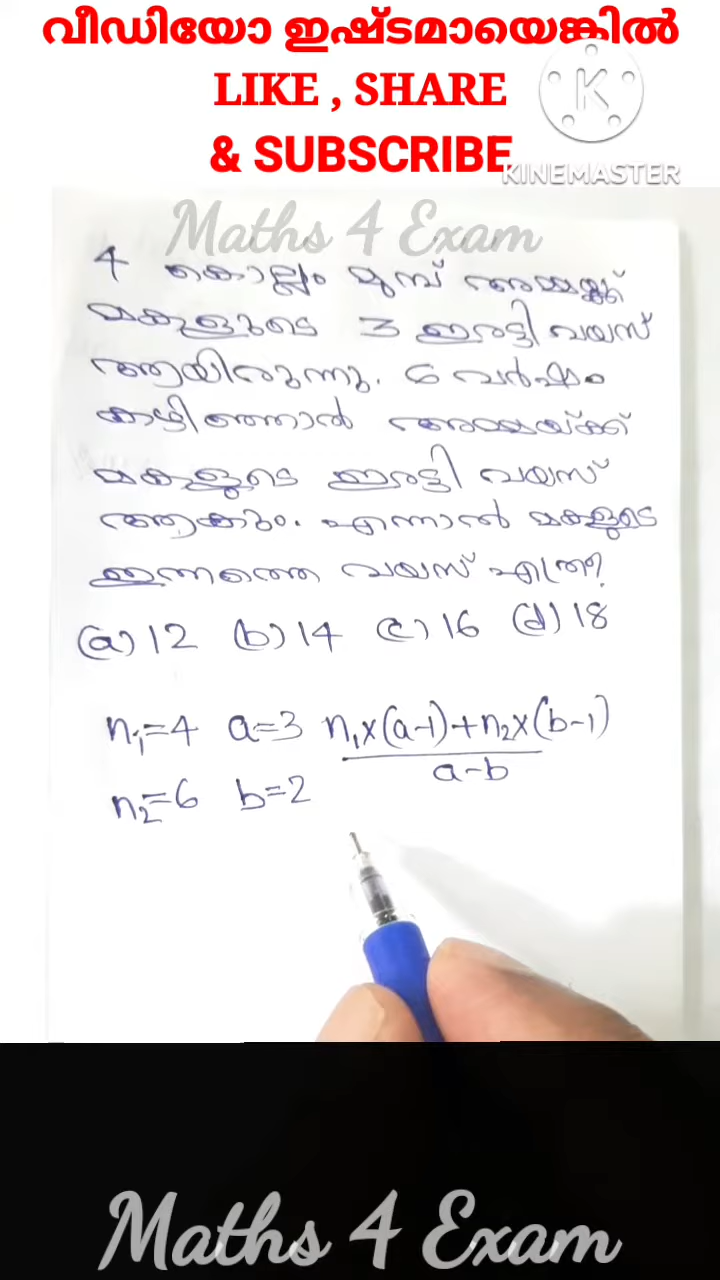 വീഡിയോ ഇഷ്ടമായെങ്കിൽ
LIKE , SHARE
& SUBSCRIBE
K
KINEMASTER
Maths 4 Exam
4 കൊല്ലം മുമ്പ് അമ്മയ്ക്ക്
മകളുടെ 3 ഇരട്ടി വയസ്
ആയിരുന്നു. 6 വർഷം
കഴിഞ്ഞാൽ അമ്മയ്ക്ക്
മകളുടെ ഇരട്ടി വയസ്
ആകും. എന്നാൽ മകളുടെ
ഇന്നത്തെ വയസ് എത്ര?
(a) 12 (b) 14 (c) 16 (d) 18
n₁=4 a=3 n₁×(a-1)+n₂×(b-1)
a-b
n₂=6 b=2
Maths 4 Exam